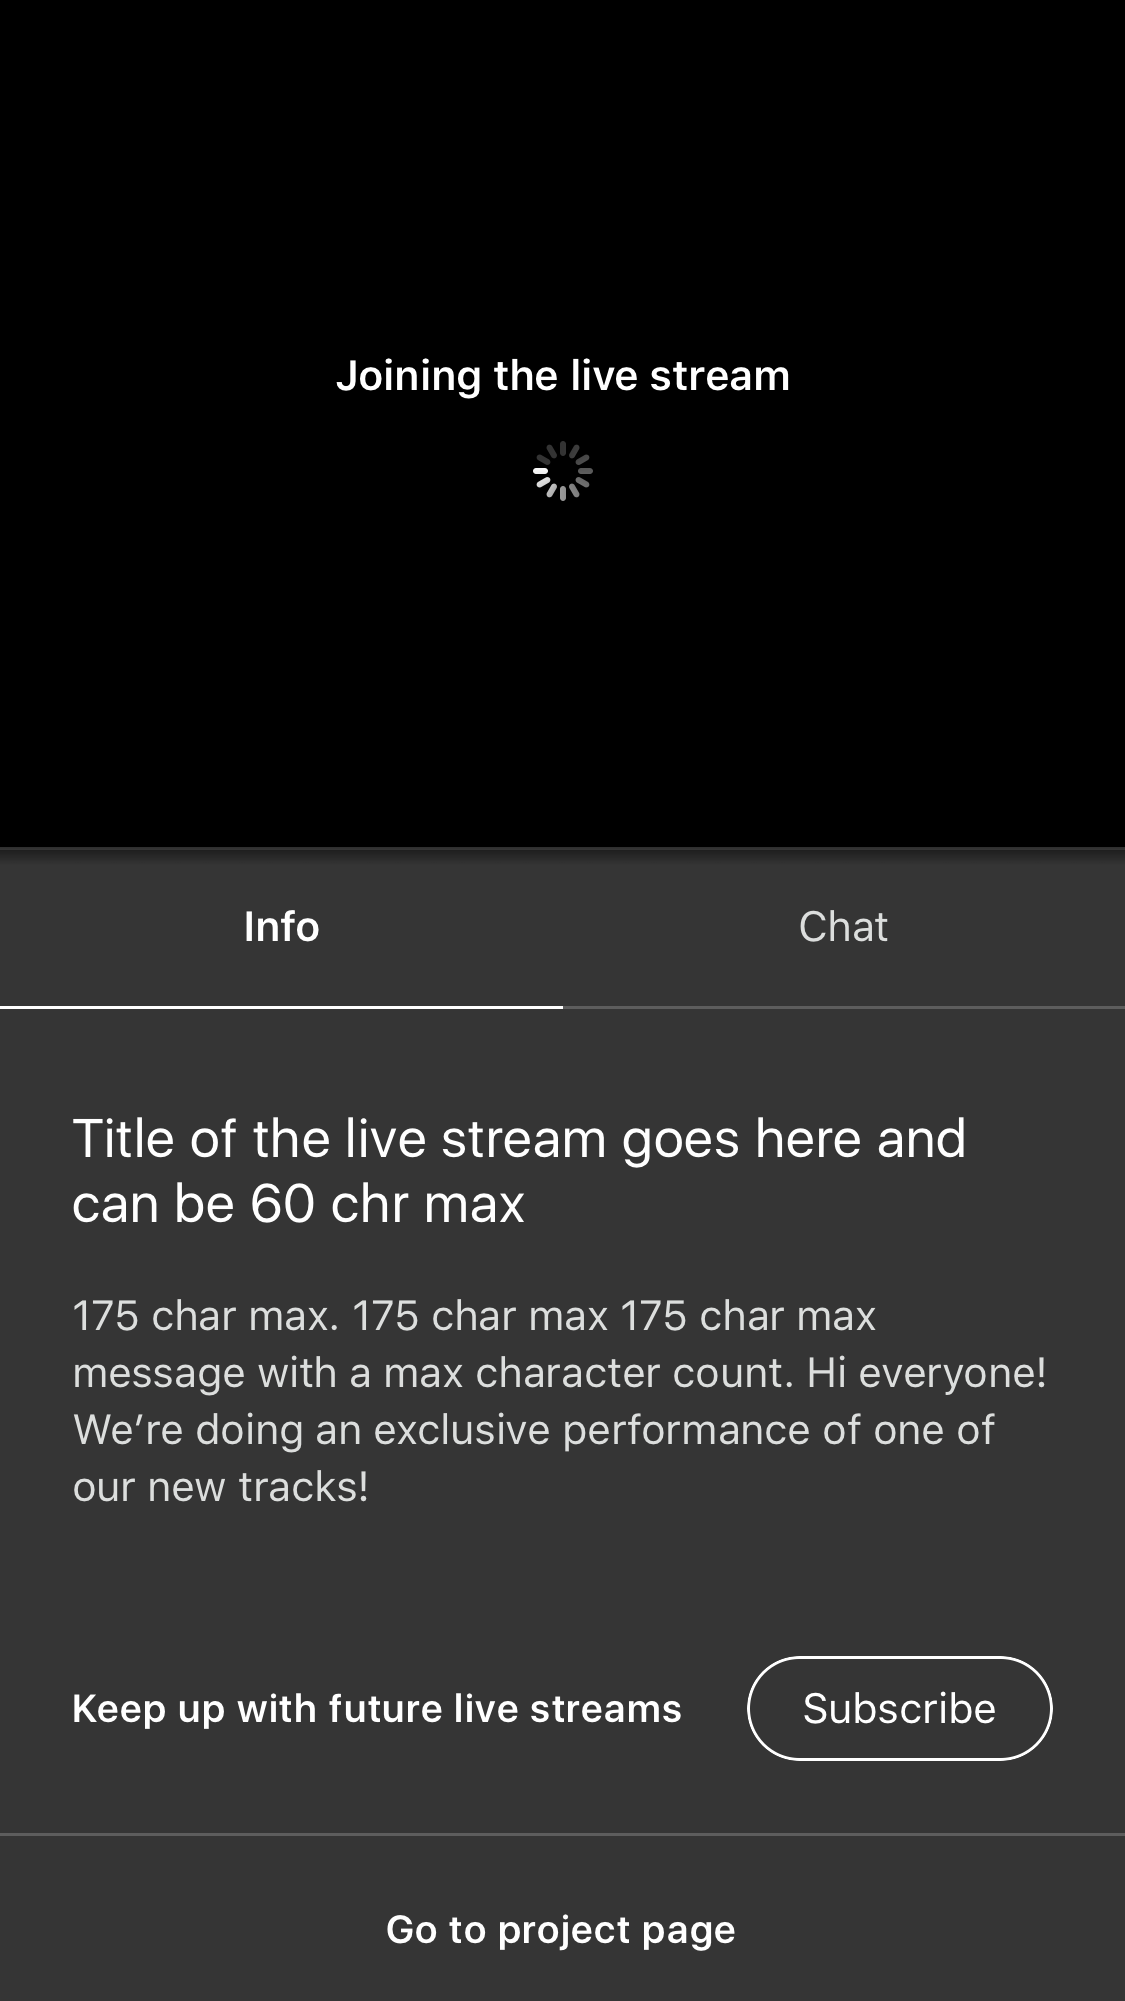 Joining the live stream
Info
Chat
Title of the live stream goes here and
can be 60 chr max
175 char max. 175 char max 175 char max
message with a max character count. Hi everyone!
We’re doing an exclusive performance of one of
our new tracks!
Keep up with future live streams
Subscribe
Go to project page